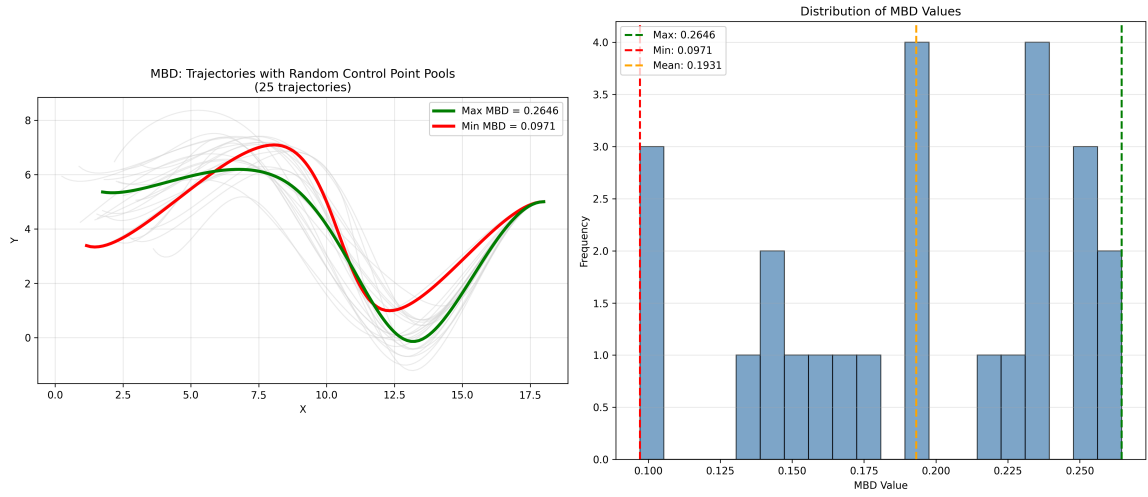 MBD: Trajectories with Random Control Point Pools
(25 trajectories)
Max MBD = 0.2646
Min MBD = 0.0971
Y
8
6
4
2
0
0.0 2.5 5.0 7.5 10.0 12.5 15.0 17.5
X
Distribution of MBD Values
Max: 0.2646
Min: 0.0971
Mean: 0.1931
Frequency
4.0
3.5
3.0
2.5
2.0
1.5
1.0
0.5
0.0
0.100 0.125 0.150 0.175 0.200 0.225 0.250
MBD Value